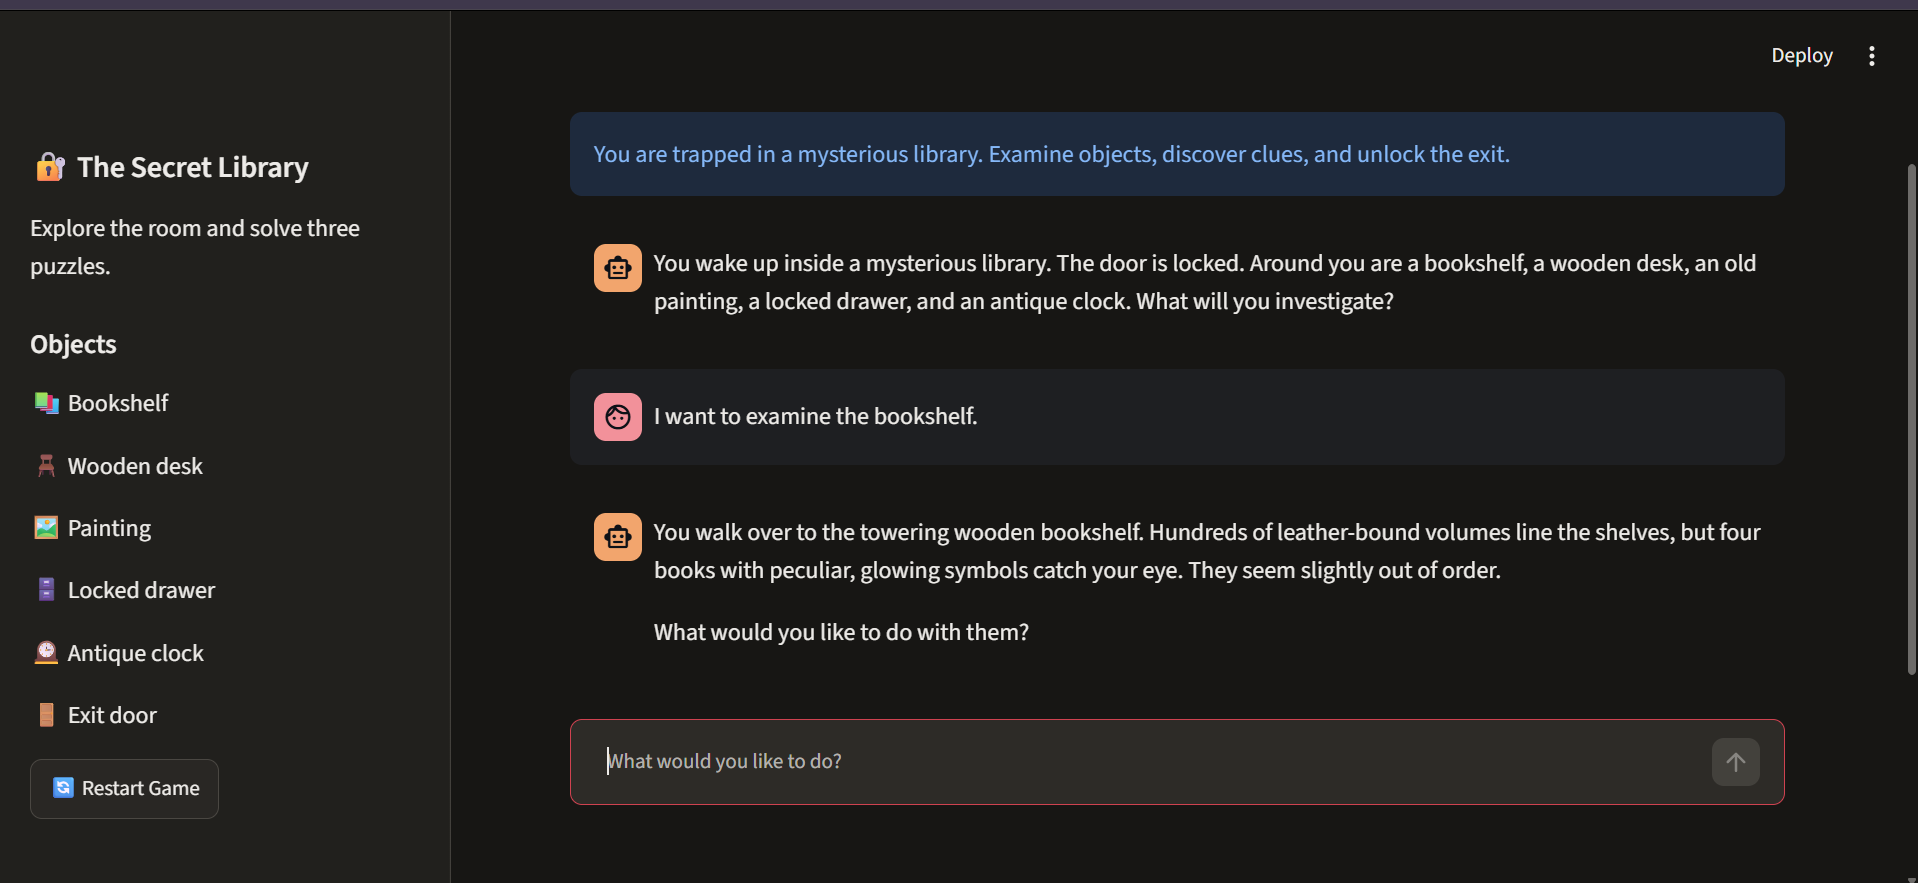 Deploy
The Secret Library
Explore the room and solve three
puzzles.
Objects
Bookshelf
Wooden desk
Painting
Locked drawer
Antique clock
Exit door
Restart Game
You are trapped in a mysterious library. Examine objects, discover clues, and unlock the exit.
You wake up inside a mysterious library. The door is locked. Around you are a bookshelf, a wooden desk, an old
painting, a locked drawer, and an antique clock. What will you investigate?
I want to examine the bookshelf.
You walk over to the towering wooden bookshelf. Hundreds of leather-bound volumes line the shelves, but four
books with peculiar, glowing symbols catch your eye. They seem slightly out of order.
What would you like to do with them?
What would you like to do?